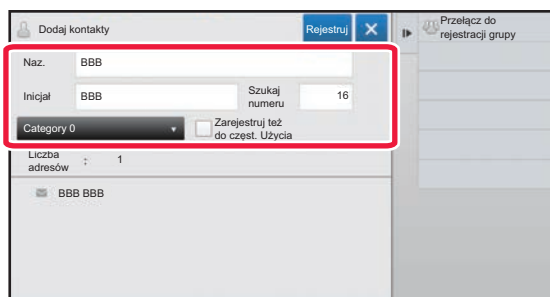 Dodaj kontakty
Rejestruj
Przełącz do
rejestracji grupy
Naz.
BBB
Inicjał
BBB
Szukaj
numeru
16
Category 0
Zarejestruj też
do częst. Użycia
Liczba
adresów
:
1
BBB BBB